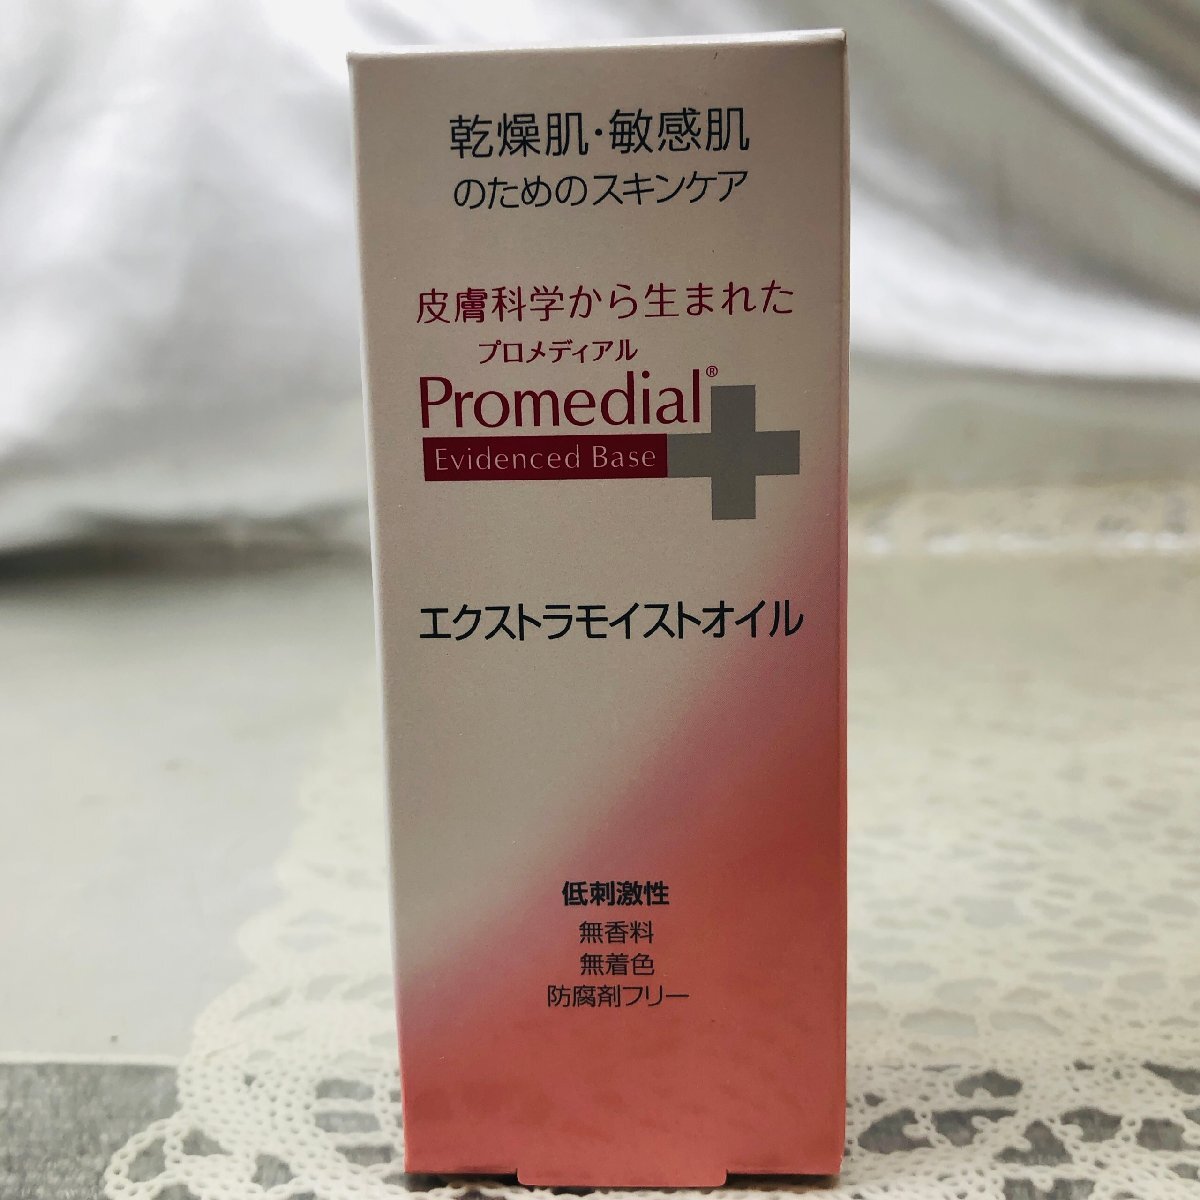 乾燥肌・敏感肌
のためのスキンケア
皮膚科学から生まれた
プロメディアル
Promedial®
Evidenced Base
エクストラモイストオイル
低刺激性
無香料
無着色
防腐剤フリー